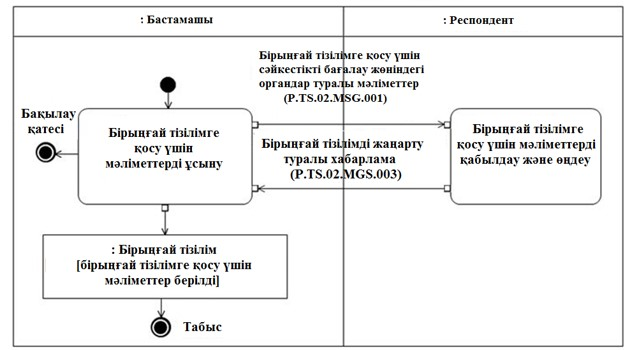 : Бастамашы
: Респондент
Бірыңғай тізілімге қосу үшін
сәйкестікті бағалау жөніндегі
органдар туралы мәліметтер
(P.TS.02.MSG.001)
Бақылау
қатесі
Бірыңғай тізілімге
қосу үшін
мәліметтерді ұсыну
Бірыңғай тізілімді жаңарту
туралы хабарлама
(P.TS.02.MGS.003)
Бірыңғай тізілімге
қосу үшін мәліметтерді
қабылдау және өңдеу
: Бірыңғай тізілім
[бірыңғай тізілімге қосу үшін
мәліметтер берілді]
Табыс